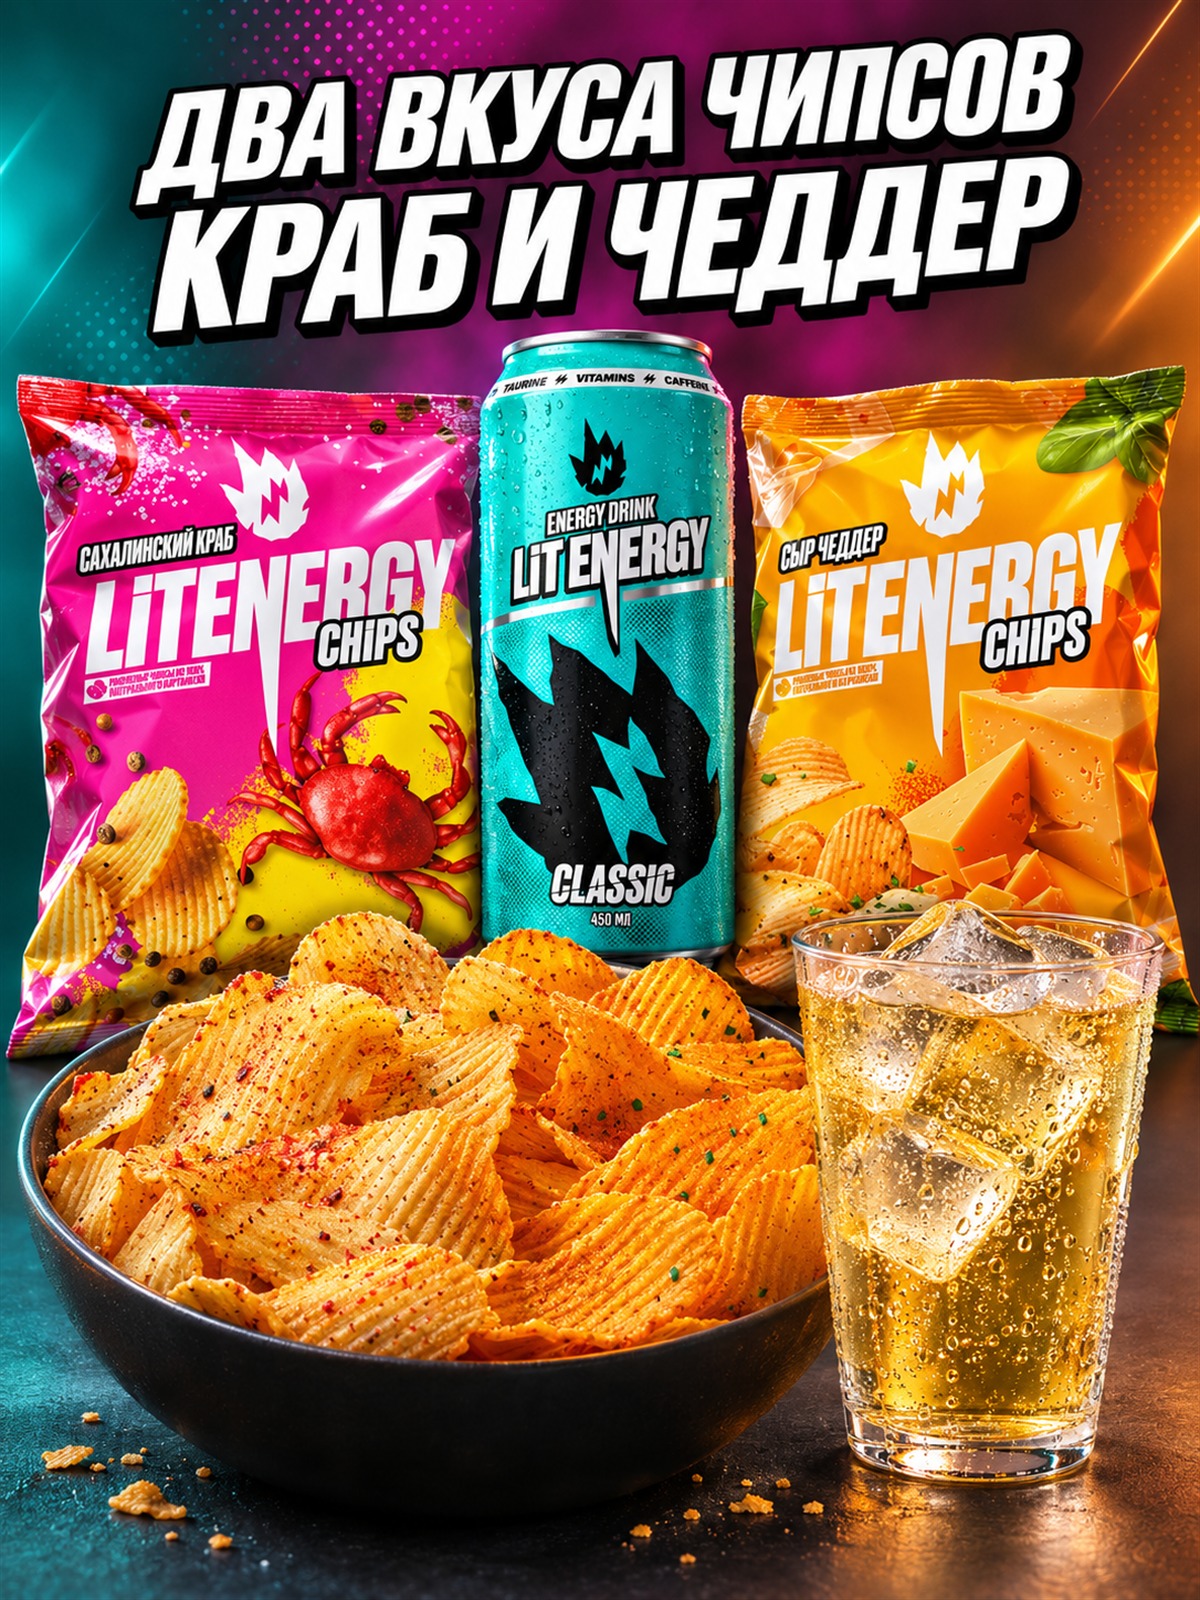 ДВА ВКУСА ЧИПСОВ
КРАБ И ЧЕДДЕР
TAURINE VITAMINS CAFFEINE
ENERGY DRINK
LiT ENERGY
CLASSIC
450 МЛ
САХАЛИНСКИЙ КРАБ
LiTENERGY
CHIPS
СЫР ЧЕДДЕР
LiTENERGY
CHIPS